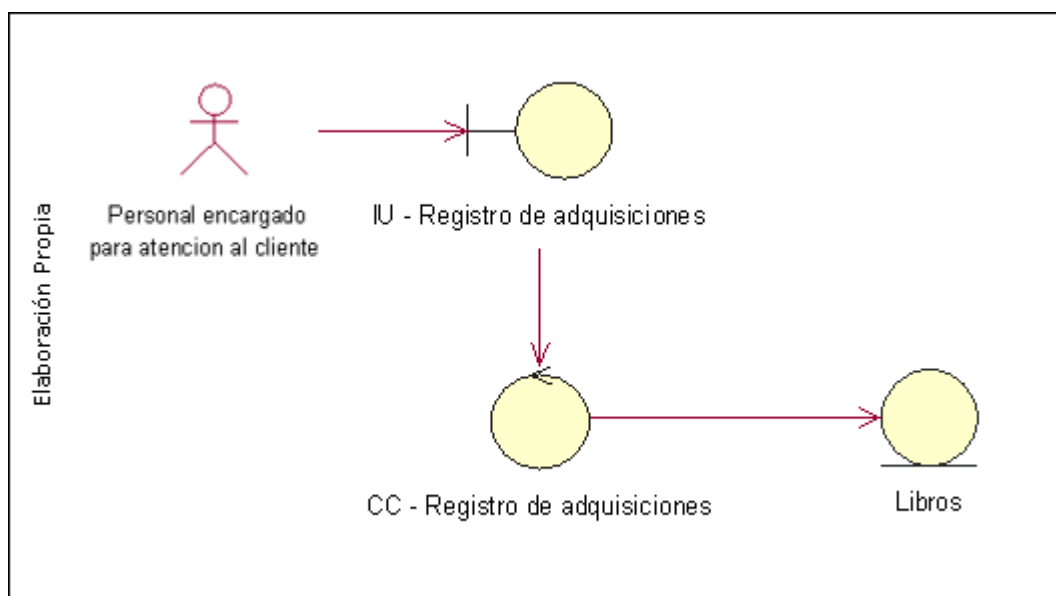 Elaboración Propia
Personal encargado
para atencion al cliente
IU - Registro de adquisiciones
CC - Registro de adquisiciones
Libros